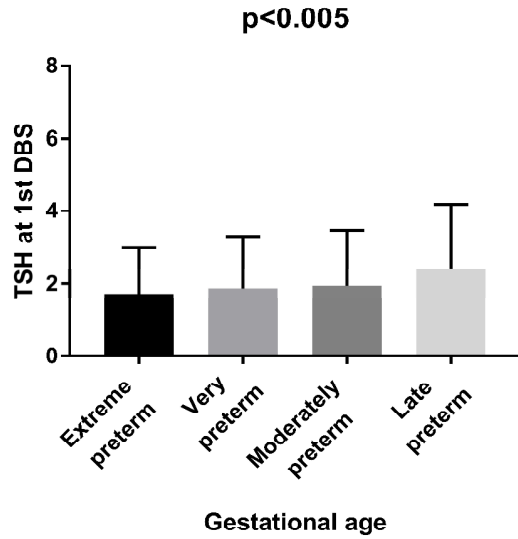 p<0.005
TSH at 1st DBS
8
6
4
2
0
Extreme
preterm
Very
preterm
Moderately
preterm
Late
preterm
Gestational age